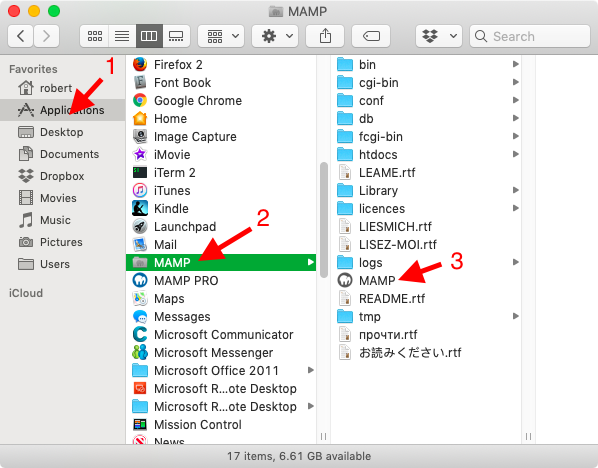 MAMP
Search
Favorites
robert
Applications
Desktop
Documents
Dropbox
Movies
Music
Pictures
Users
iCloud
1
Firefox 2
Font Book
Google Chrome
Home
Image Capture
iMovie
iTerm 2
iTunes
Kindle
Launchpad
Mail
MAMP
MAMP PRO
Maps
Messages
Microsoft Communicator
Microsoft Messenger
Microsoft Office 2011
Microsoft R...ote Desktop
Microsoft R...ote Desktop
Mission Control
News
2
bin
cgi-bin
conf
db
fcgi-bin
htdocs
LEAME.rtf
Library
licences
LIESMICH.rtf
LISEZ-MOI.rtf
logs
MAMP
README.rtf
tmp
прочти.rtf
お読みください.rtf
3
17 items, 6.61 GB available